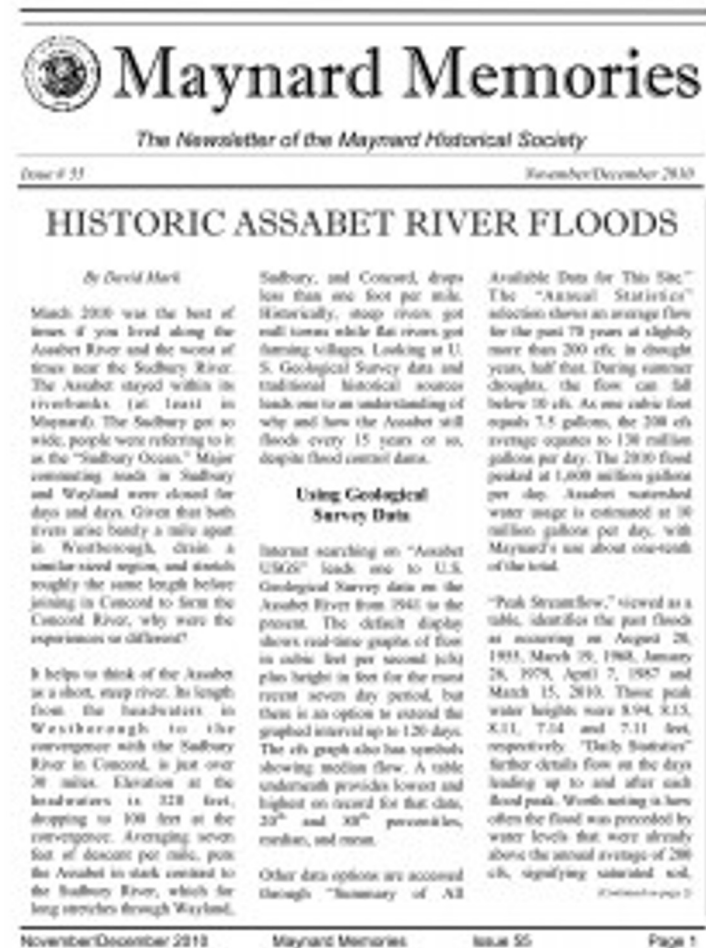 Maynard Memories
The Newsletter of the Maynard Historical Society
Issue # 55
November/December 2010
HISTORIC ASSABET RIVER FLOODS
By David Mark
March 2010 was the best of
times if you lived along the
Assabet River and the worst of
times near the Sudbury River.
The Assabet stayed within its
riverbanks (at least in
Maynard). The Sudbury got so
wide, people were referring to it
as the "Sudbury Ocean." Major
commuting roads in Sudbury
and Wayland were closed for
days and days. Given that both
rivers arise barely a mile apart
in Westborough, drain a
similar-sized region, and stretch
roughly the same length before
joining in Concord to form the
Concord River, why were the
experiences so different?
It helps to think of the Assabet
as a short, steep river. Its length
from the headwaters in
Westborough to the
convergence with the Sudbury
River in Concord, is just over
30 miles. Elevation at the
headwaters is 320 feet,
dropping to 100 feet at the
convergence. Averaging seven
feet of descent per mile, puts
the Assabet in stark contrast to
the Sudbury River, which for
long stretches through Wayland,
Sudbury, and Concord, drops
less than one foot per mile.
Historically, steep rivers got
mill towns while flat rivers got
farming villages. Looking at U.
S. Geological Survey data and
traditional historical sources
leads one to an understanding of
why and how the Assabet still
floods every 15 years or so,
despite flood control dams.
Using Geological
Survey Data
Internet searching on "Assabet
USGS" leads one to U.S.
Geological Survey data on the
Assabet River from 1941 to the
present. The default display
shows real-time graphs of flow
in cubic feet per second (cfs)
plus height in feet for the most
recent seven day period, but
there is an option to extend the
graphed interval up to 120 days.
The cfs graph also has symbols
showing median flow. A table
underneath provides lowest and
highest on record for that date,
20th and 80th percentiles,
median, and mean.
Other data options are accessed
through "Summary of All
Available Data for This Site."
The "Annual Statistics"
selection shows an average flow
for the past 70 years at slightly
more than 200 cfs; in drought
years, half that. During summer
droughts, the flow can fall
below 10 cfs. As one cubic foot
equals 7.5 gallons, the 200 cfs
average equates to 130 million
gallons per day. The 2010 flood
peaked at 1,600 million gallons
per day. Assabet watershed
water usage is estimated at 10
million gallons per day, with
Maynard's use about one-tenth
of the total.
"Peak Streamflow," viewed as a
table, identifies the past floods
as occurring on August 20,
1955, March 19, 1968, January
26, 1979, April 7, 1987 and
March 15, 2010. Those peak
water heights were 8.94, 8.15,
8.11, 7.14 and 7.11 feet,
respectively. "Daily Statistics"
further details flow on the days
leading up to and after each
flood peak. Worth noting is how
often the flood was preceded by
water levels that were already
above the annual average of 200
cfs, signifying saturated soil,
(Continued on page 2)
November/December 2010
Maynard Memories
Issue 55
Page 1